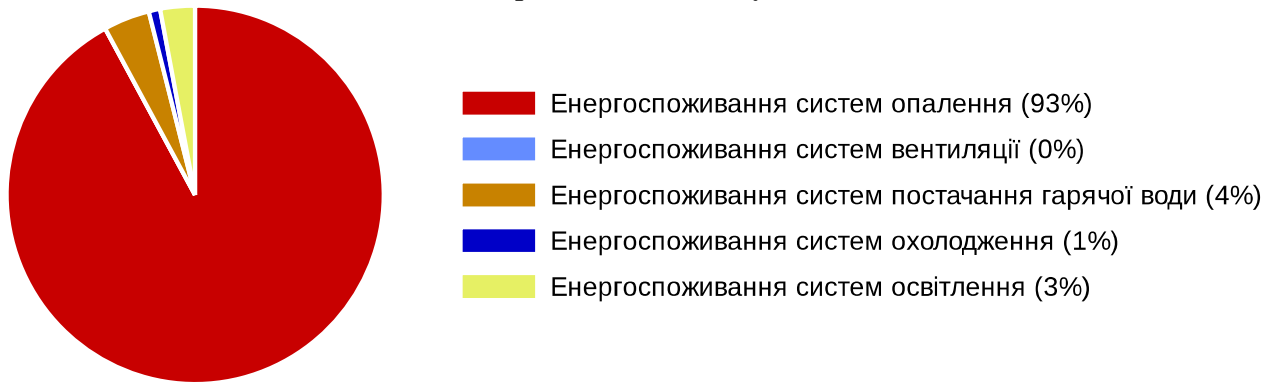 Енергоспоживання систем опалення (93%)
Енергоспоживання систем вентиляції (0%)
Енергоспоживання систем постачання гарячої води (4%)
Енергоспоживання систем охолодження (1%)
Енергоспоживання систем освітлення (3%)